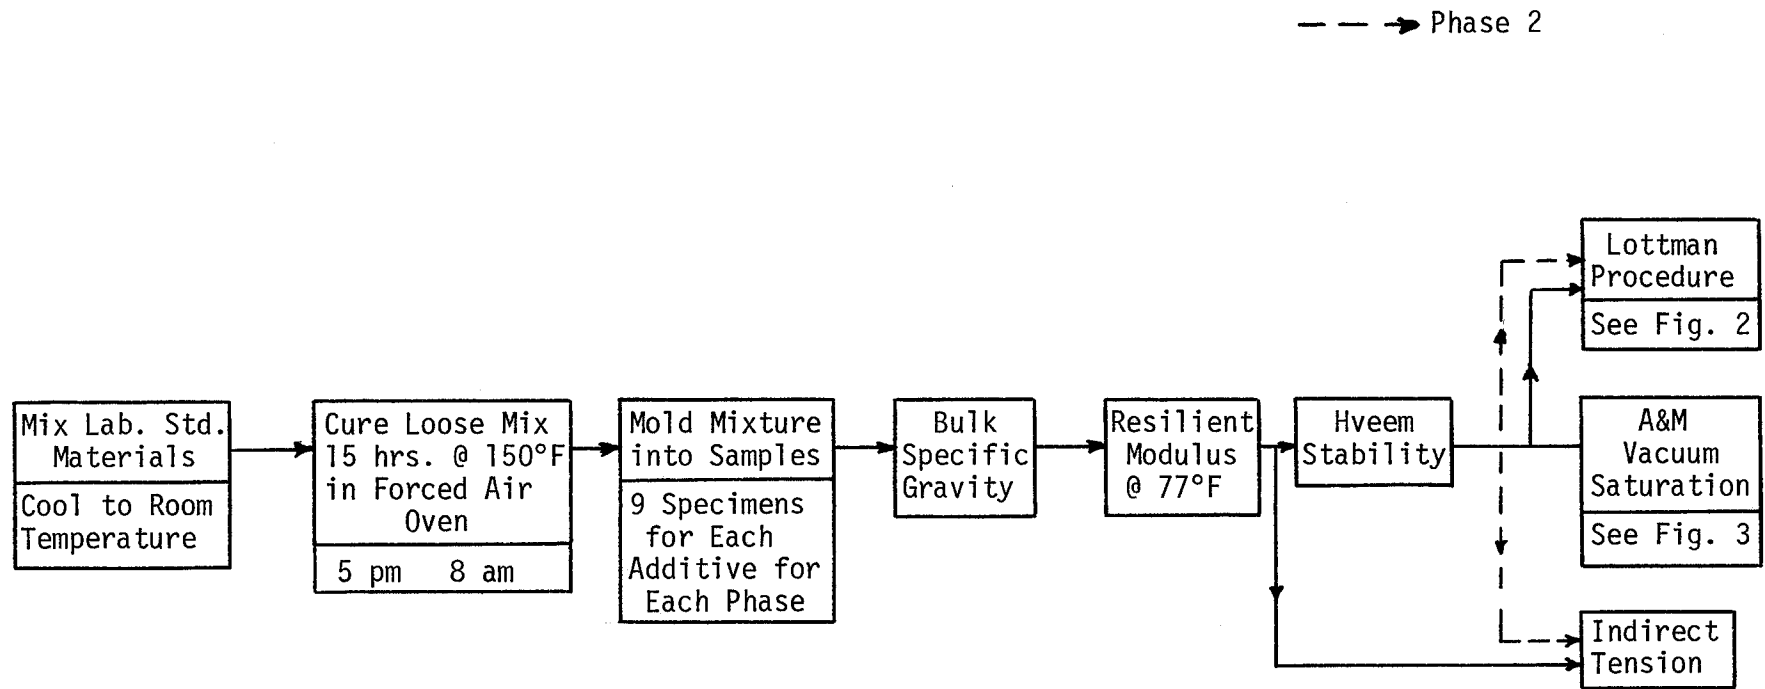 Phase 2
Mix Lab. Std.
Materials
Cool to Room
Temperature
Cure Loose Mix
15 hrs. @ 150°F
in Forced Air
Oven
5 pm 8 am
Mold Mixture
into Samples
9 Specimens
for Each
Additive for
Each Phase
Bulk
Specific
Gravity
Resilient
Modulus
@ 77°F
Hveem
Stability
Lottman
Procedure
See Fig. 2
A&M
Vacuum
Saturation
See Fig. 3
Indirect
Tension